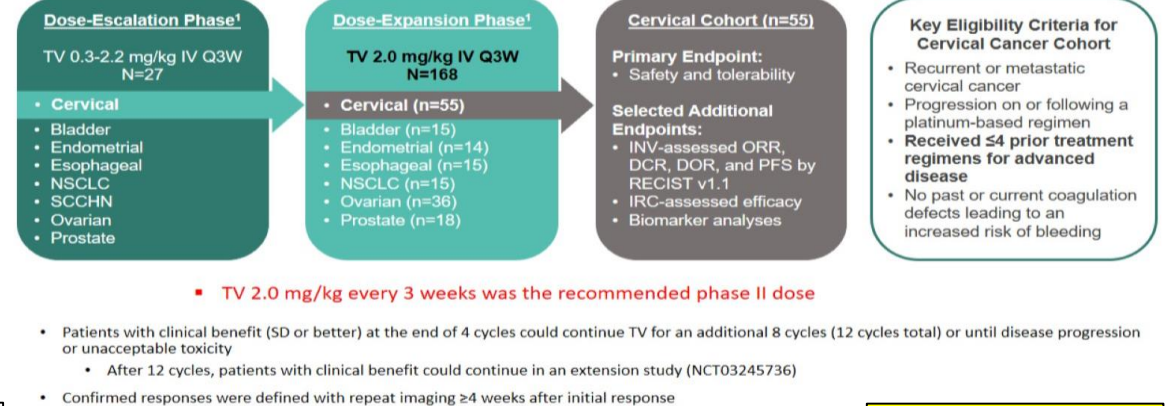 Dose-Escalation Phase¹
TV 0.3-2.2 mg/kg IV Q3W
N=27
• Cervical
• Bladder
• Endometrial
• Esophageal
• NSCLC
• SCCHN
• Ovarian
• Prostate
Dose-Expansion Phase¹
TV 2.0 mg/kg IV Q3W
N=168
• Cervical (n=55)
• Bladder (n=15)
• Endometrial (n=14)
• Esophageal (n=15)
• NSCLC (n=15)
• Ovarian (n=36)
• Prostate (n=18)
Cervical Cohort (n=55)
Primary Endpoint:
• Safety and tolerability
Selected Additional
Endpoints:
• INV-assessed ORR,
DCR, DOR, and PFS by
RECIST v1.1
• IRC-assessed efficacy
• Biomarker analyses
Key Eligibility Criteria for
Cervical Cancer Cohort
• Recurrent or metastatic
cervical cancer
• Progression on or following a
platinum-based regimen
• Received ≤4 prior treatment
regimens for advanced
disease
• No past or current coagulation
defects leading to an
increased risk of bleeding
▪ TV 2.0 mg/kg every 3 weeks was the recommended phase II dose
• Patients with clinical benefit (SD or better) at the end of 4 cycles could continue TV for an additional 8 cycles (12 cycles total) or until disease progression
or unacceptable toxicity
• After 12 cycles, patients with clinical benefit could continue in an extension study (NCT03245736)
• Confirmed responses were defined with repeat imaging ≥4 weeks after initial response